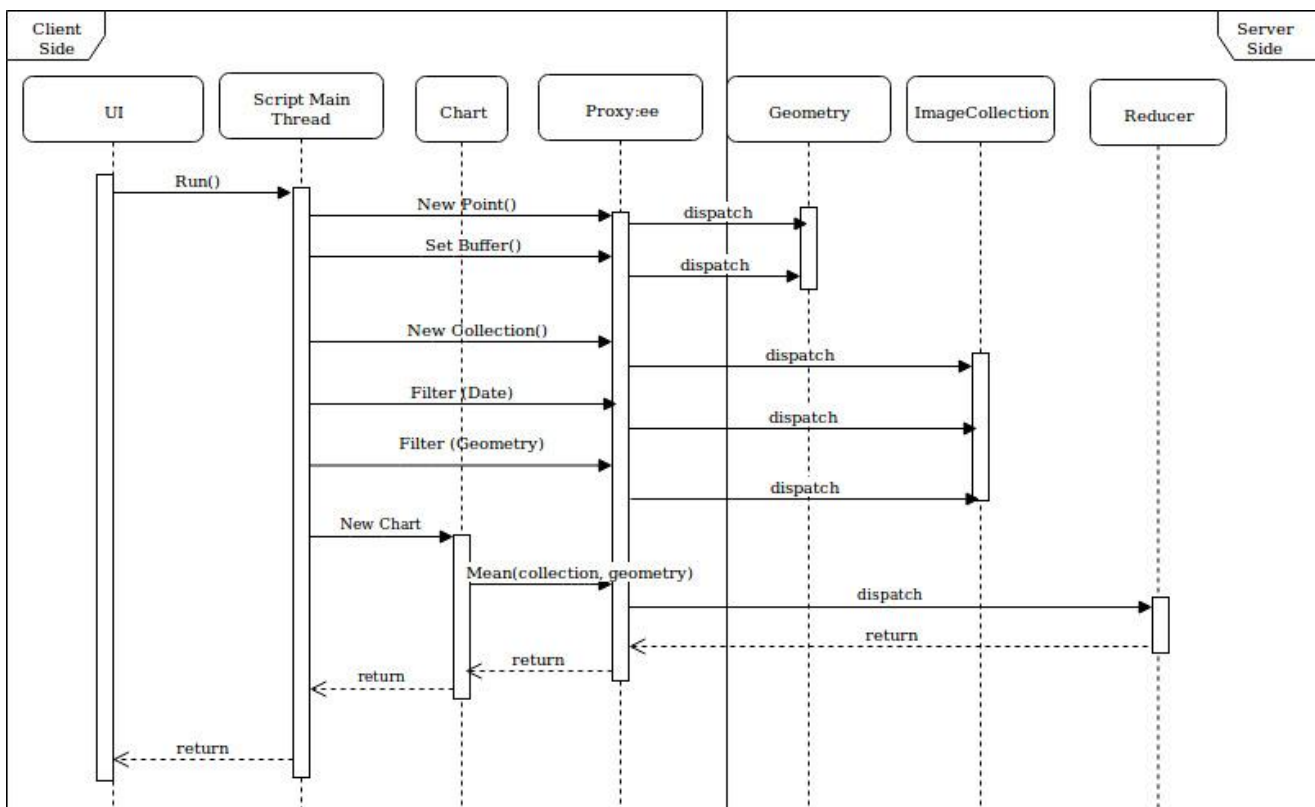 Client
Side
Server
Side
UI
Script Main
Thread
Chart
Proxy:ee
Geometry
ImageCollection
Reducer
Run()
New Point()
dispatch
Set Buffer()
dispatch
New Collection()
dispatch
Filter (Date)
dispatch
Filter (Geometry)
dispatch
New Chart
Mean(collection, geometry)
dispatch
return
return
return
return